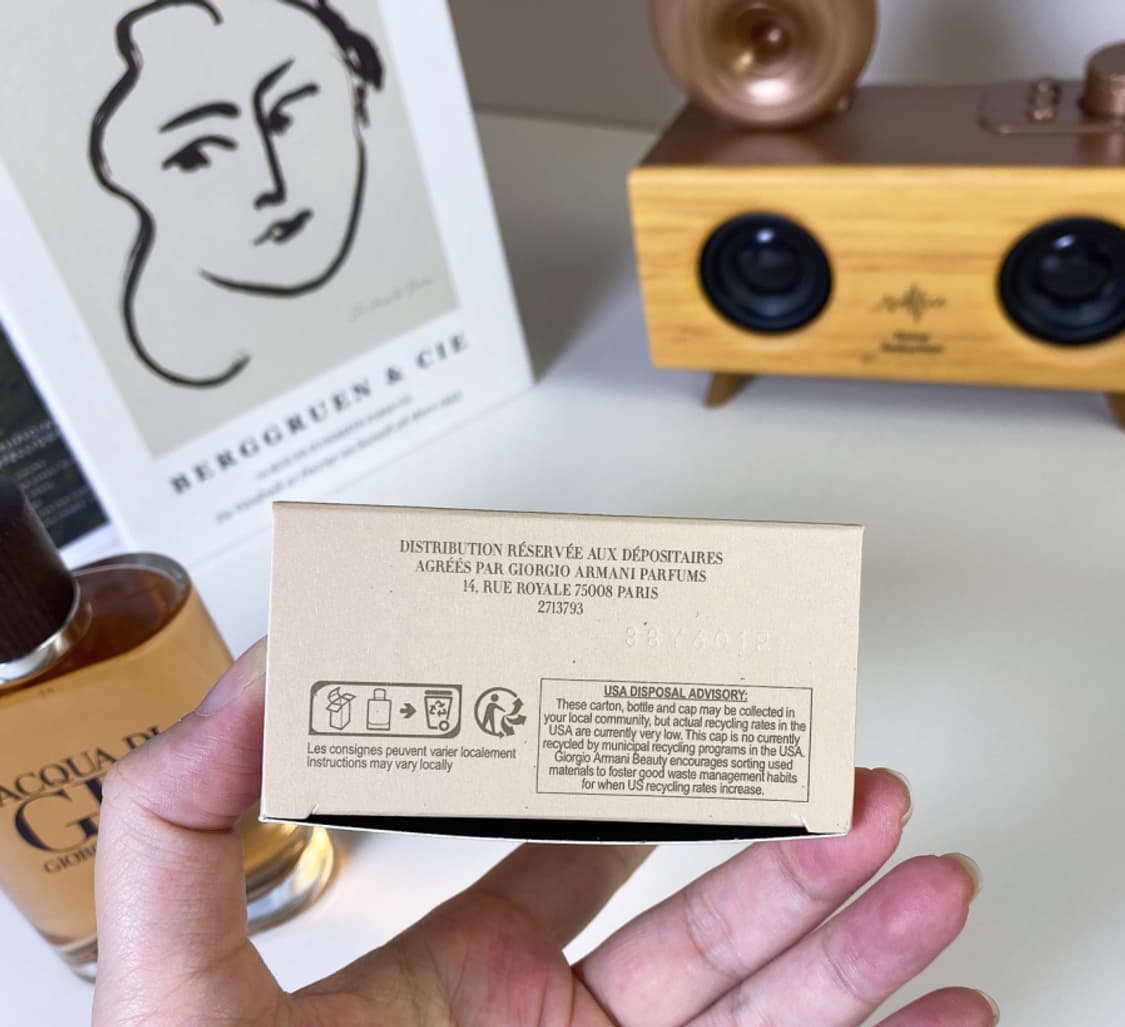 BERGGRUEN & CIE
DISTRIBUTION RÉSERVÉE AUX DÉPOSITAIRES
AGRÉÉS PAR GIORGIO ARMANI PARFUMS
14, RUE ROYALE 75008 PARIS
2713793
Les consignes peuvent varier localement
Instructions may vary locally
USA DISPOSAL ADVISORY:
These carton, bottle and cap may be collected in
your local community, but actual recycling rates in the
USA are currently very low. This cap is no currently
recycled by municipal recycling programs in the USA.
Giorgio Armani Beauty encourages sorting used
materials to foster good waste management habits
for when US recycling rates increase.
ACQUA DI